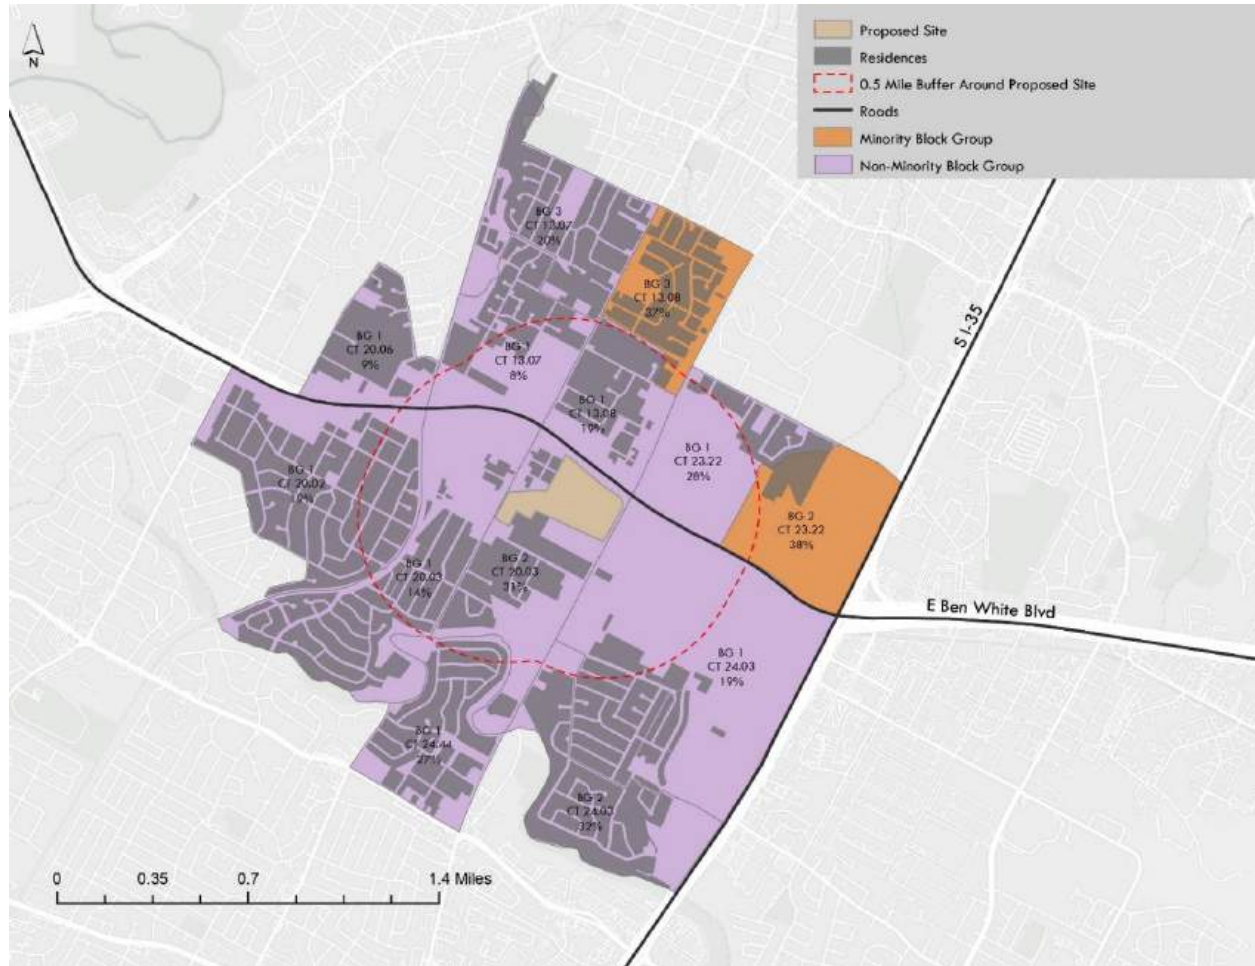 N
Proposed Site
Residences
0.5 Mile Buffer Around Proposed Site
Roads
Minority Block Group
Non-Minority Block Group
BG 3
CT 13.07
20%
BG 3
CT 13.08
37%
S I-35
BG 1
CT 20.06
9%
BG 1
CT 13.07
8%
BG 1
CT 13.08
19%
BG 1
CT 23.22
28%
BG 1
CT 20.02
BG 2
CT 23.22
38%
BG 1
CT 20.03
14%
BG 2
CT 20.03
31%
E Ben White Blvd
BG 1
CT 24.03
19%
BG 1
CT 24.44
27%
BG 2
CT 24.03
32%
0 0.35 0.7 1.4 Miles